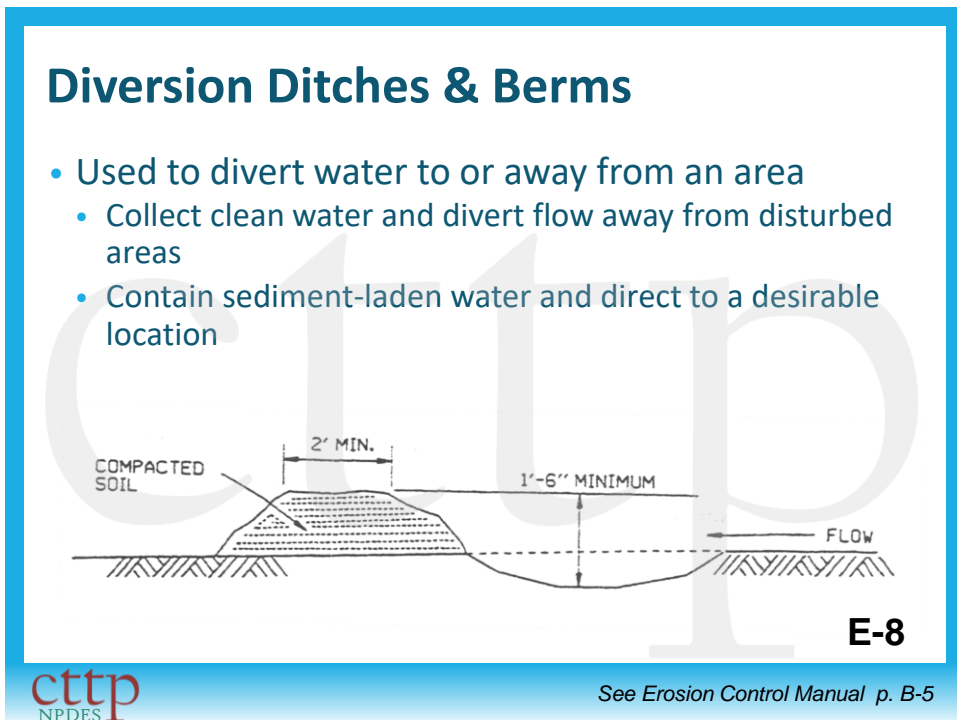 Diversion Ditches & Berms
• Used to divert water to or away from an area
• Collect clean water and divert flow away from disturbed
areas
• Contain sediment-laden water and direct to a desirable
location
cttp
2' MIN.
COMPACTED
SOIL
1'-6" MINIMUM
FLOW
E-8
cttp
NPDES
See Erosion Control Manual p. B-5